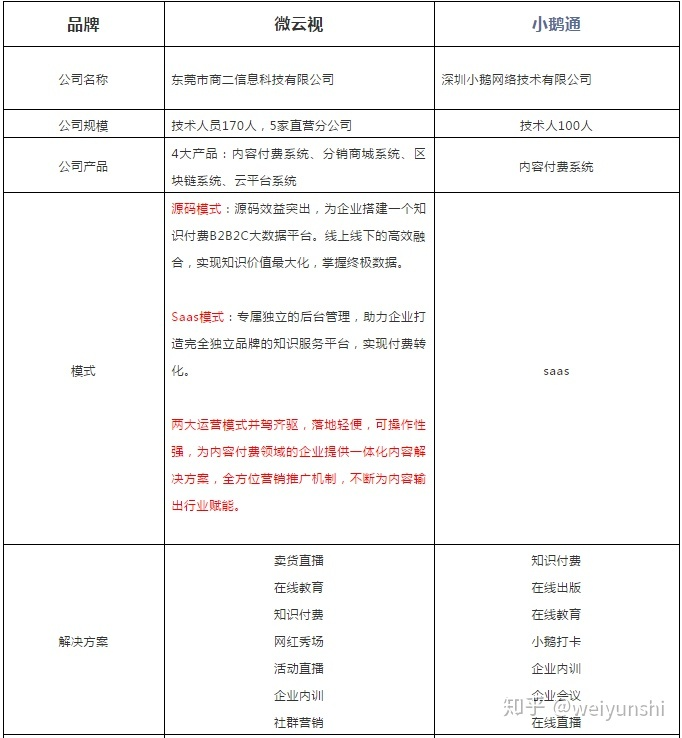 品牌 微云视 小鹅通
公司名称 东莞市商二信息科技有限公司 深圳小鹅网络技术有限公司
公司规模 技术人员170人，5家直营分公司 技术人100人
4大产品：内容付费系统、分销商城系统、区
公司产品 内容付费系统
块链系统、云平台系统
源码模式：源码效益突出，为企业搭建一个知
识付费B2B2C大数据平台。线上线下的高效融
合，实现知识价值最大化，掌握终极数据。
Saas模式：专属独立的后台管理，助力企业打
造完全独立品牌的知识服务平台，实现付费转
化。
模式 saas
两大运营模式并驾齐驱，落地轻便，可操作性
强，为内容付费领域的企业提供一体化内容解
决方案，全方位营销推广机制，不断为内容输
出行业赋能。
卖货直播 知识付费
在线教育 在线出版
知识付费 在线教育
解决方案 网红秀场 小鹅打卡
活动直播 企业内训
企业内训 企业会议
社群营销 在线直播
知乎 @weiyunshi